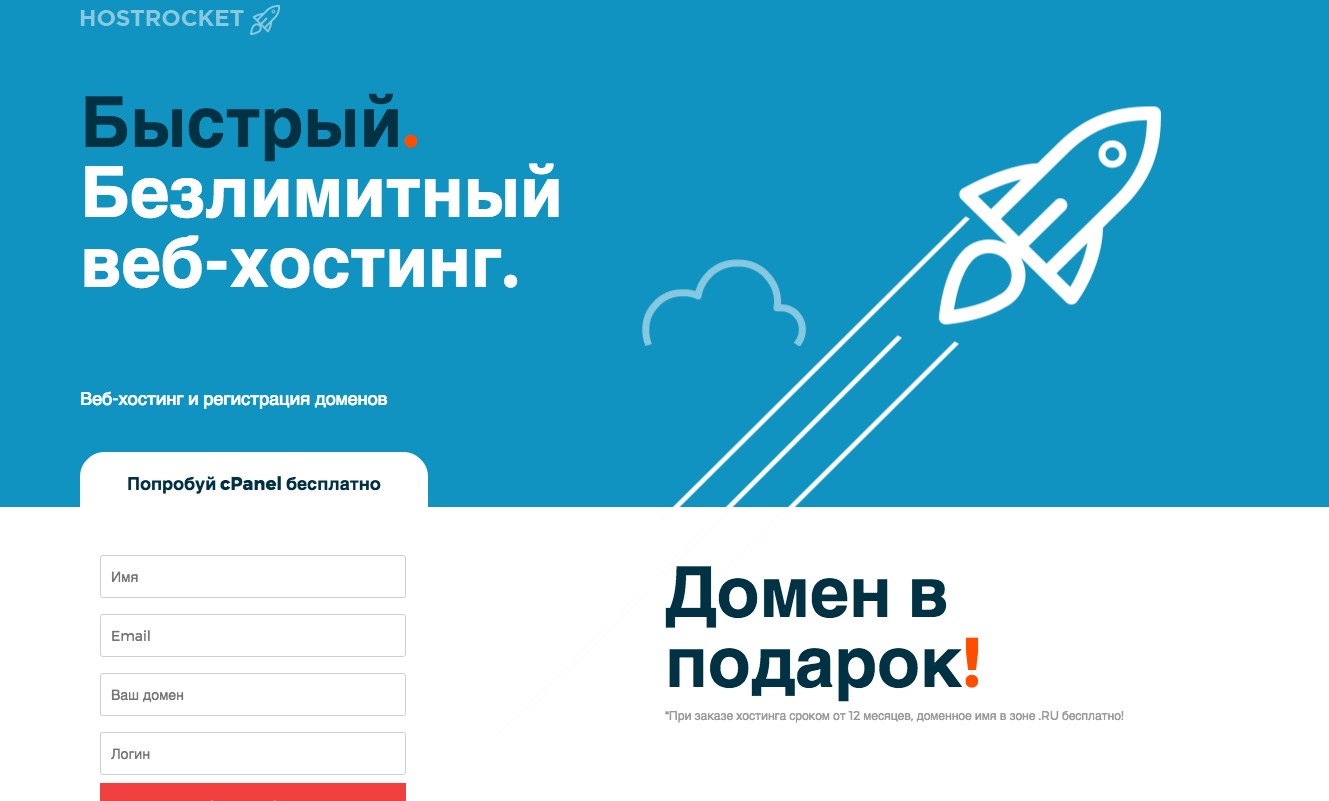 HOSTROCKET
Быстрый.
Безлимитный
веб-хостинг.
Веб-хостинг и регистрация доменов
Попробуй cPanel бесплатно
Имя
Email
Ваш домен
Логин
Домен в
подарок!
*При заказе хостинга сроком от 12 месяцев, доменное имя в зоне .RU бесплатно!